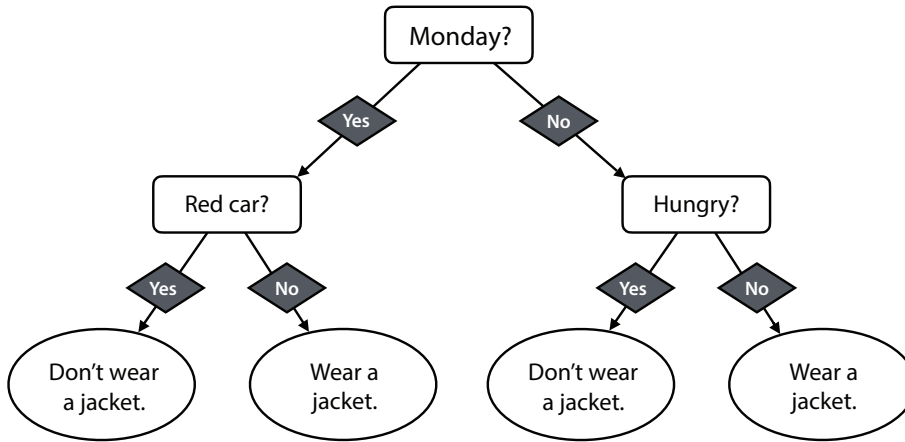 Monday?
Yes
No
Red car?
Hungry?
Yes
No
Yes
No
Don’t wear
a jacket.
Wear a
jacket.
Don’t wear
a jacket.
Wear a
jacket.